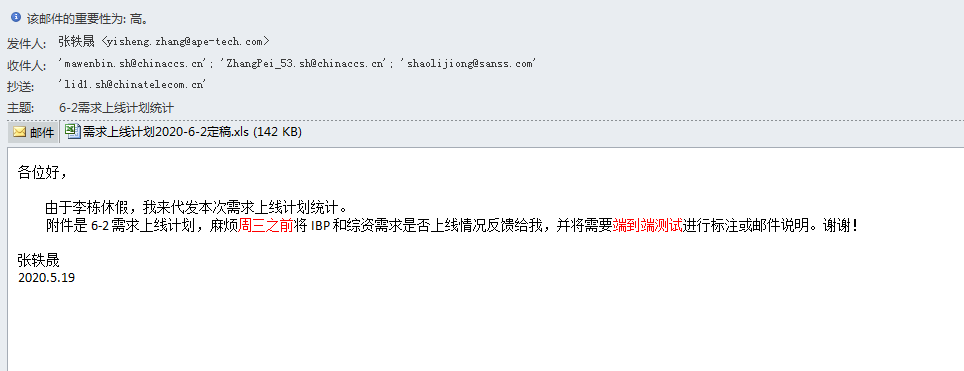 该邮件的重要性为: 高。
发件人: 张轶晟 <yisheng.zhang@ape-tech.com>
收件人: 'mawenbin.sh@chinaccs.cn'; 'ZhangPei_53.sh@chinaccs.cn'; 'shaolijiong@sanss.com'
抄送: 'lid1.sh@chinatelecom.cn'
主题: 6-2需求上线计划统计
邮件 需求上线计划2020-6-2定稿.xls (142 KB)
各位好，
由于李栋休假，我来代发本次需求上线计划统计。
附件是 6-2 需求上线计划，麻烦周三之前将 IBP 和综资需求是否上线情况反馈给我，并将需要端到端测试进行标注或邮件说明。谢谢！
张轶晟
2020.5.19